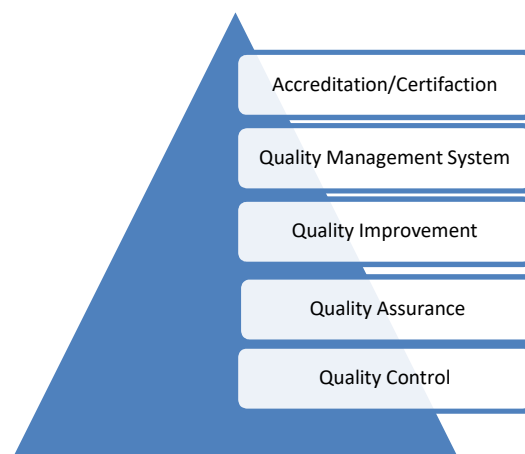 Accreditation/Certifaction
Quality Management System
Quality Improvement
Quality Assurance
Quality Control